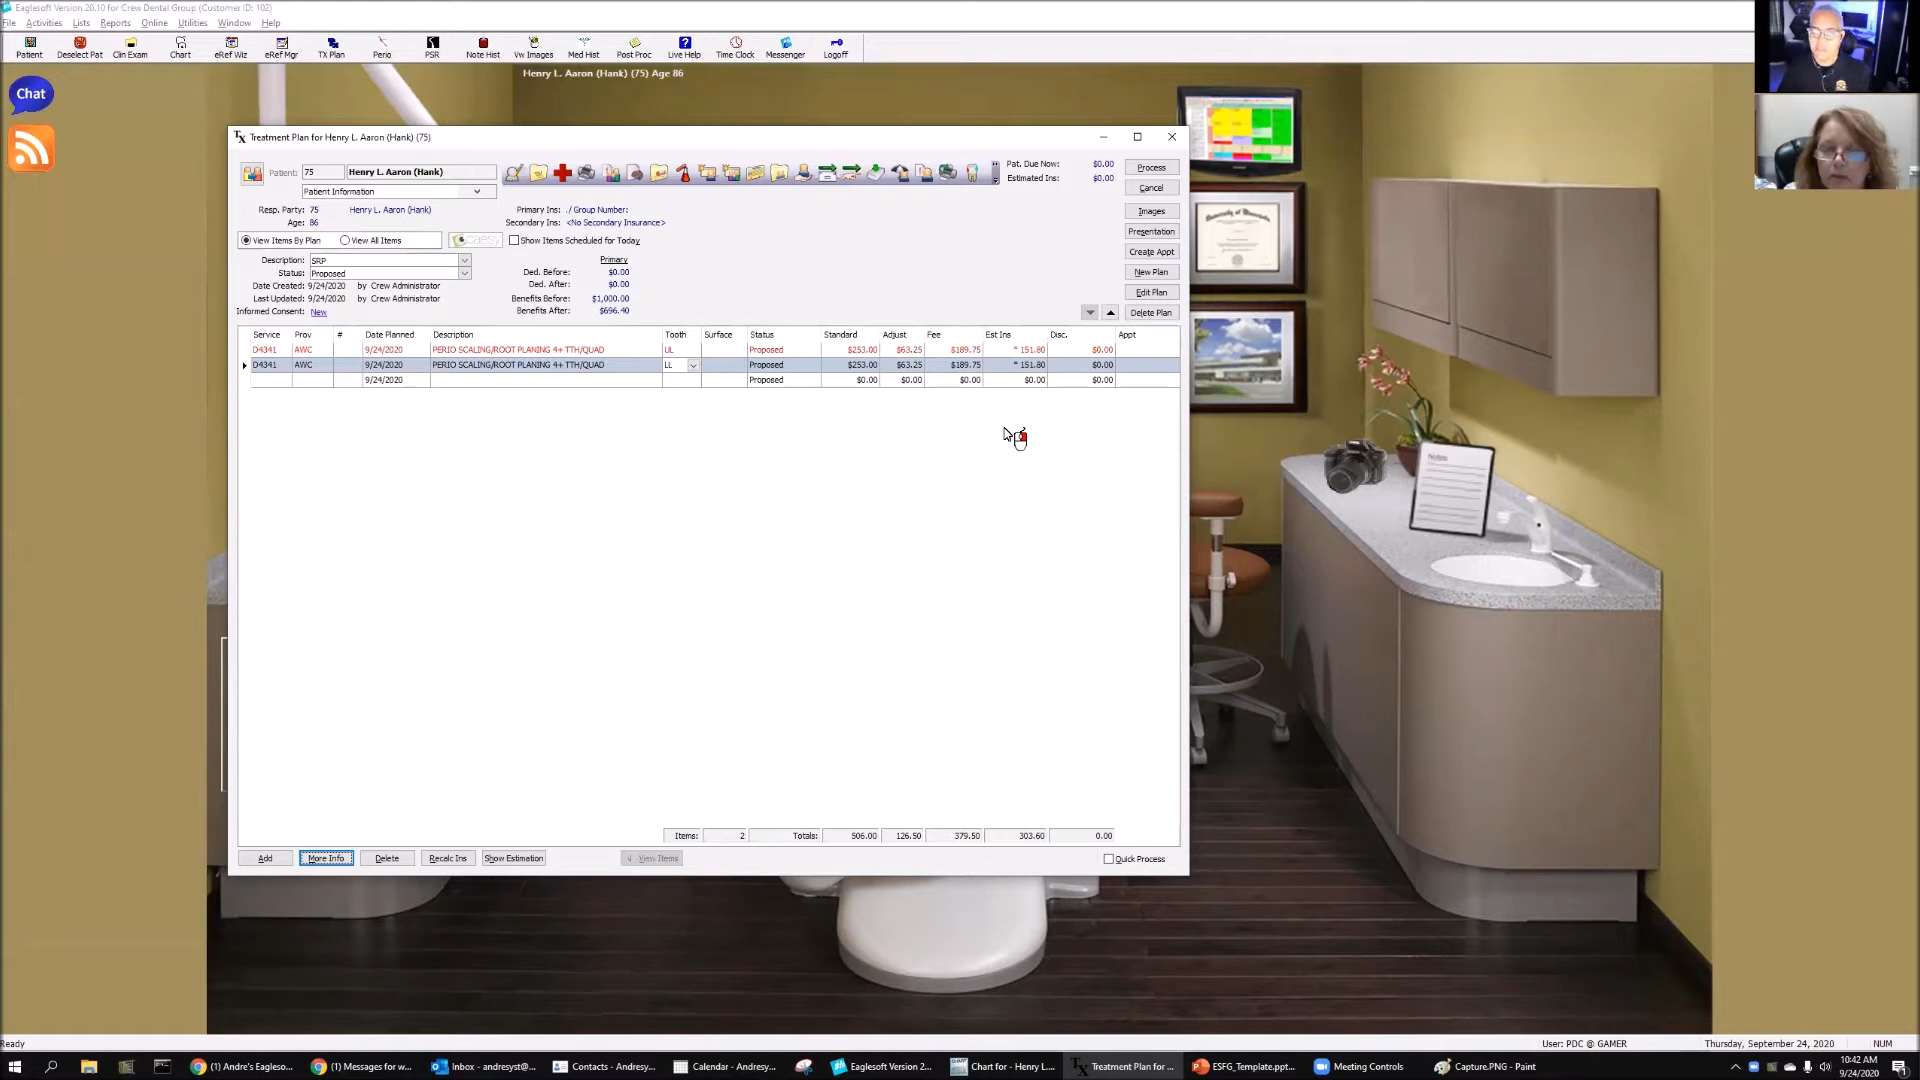 Eaglesoft Version 20.10 for Crew Dental Group (Customer ID: 102)
File Activities Lists Reports Online Utilities Window Help
Patient Deselect Pat Clin Exam Chart eRef Wiz eRef Mgr TX Plan Perio PSR Note Hist Vw Images Med Hist Post Proc Live Help Time Clock Messenger Logoff
Henry L. Aaron (Hank) (75) Age 86
Chat
Tx Treatment Plan for Henry L. Aaron (Hank) (75)
Patient: 75 Henry L. Aaron (Hank)
Pat. Due Now: $0.00
Estimated Ins: $0.00
Process
Cancel
Patient Information
Resp. Party: 75 Henry L. Aaron (Hank)
Primary Ins: ./ Group Number:
Images
Age: 86
Secondary Ins: <No Secondary Insurance>
View Items By Plan View All Items caesy Show Items Scheduled for Today
Presentation
Create Appt
Description: SRP
Primary
Status: Proposed
Ded. Before: $0.00
New Plan
Date Created: 9/24/2020 by Crew Administrator
Ded. After: $0.00
Edit Plan
Last Updated: 9/24/2020 by Crew Administrator
Benefits Before: $1,000.00
Informed Consent: New
Benefits After: $696.40
Delete Plan
Service Prov # Date Planned Description Tooth Surface Status Standard Adjust Fee Est Ins Disc. Appt
D4341 AWC 9/24/2020 PERIO SCALING/ROOT PLANING 4+ TTH/QUAD UL Proposed $253.00 $63.25 $189.75 * 151.80 $0.00
D4341 AWC 9/24/2020 PERIO SCALING/ROOT PLANING 4+ TTH/QUAD LL Proposed $253.00 $63.25 $189.75 * 151.80 $0.00
9/24/2020 Proposed $0.00 $0.00 $0.00 $0.00 $0.00
Items: 2 Totals: 506.00 126.50 379.50 303.60 0.00
Add More Info Delete Recalc Ins Show Estimation View Items Quick Process
Ready
User: PDC @ GAMER Thursday, September 24, 2020 NUM
(1) Andre's Eagleso... (1) Messages for w... Inbox - andresyst@... Contacts - Andresy... Calendar - Andresy... Eaglesoft Version 2... Chart for - Henry L... Treatment Plan for ... ESFG_Template.ppt... Meeting Controls Capture.PNG - Paint
10:42 AM
9/24/2020